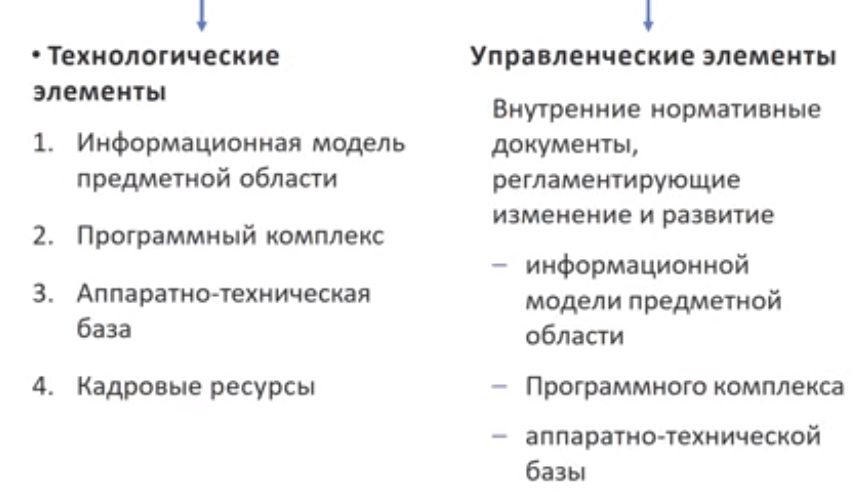 • Технологические
элементы
1. Информационная модель
предметной области
2. Программный комплекс
3. Аппаратно-техническая
база
4. Кадровые ресурсы
Управленческие элементы
Внутренние нормативные
документы,
регламентирующие
изменение и развитие
– информационной
модели предметной
области
– Программного комплекса
– аппаратно-технической
базы